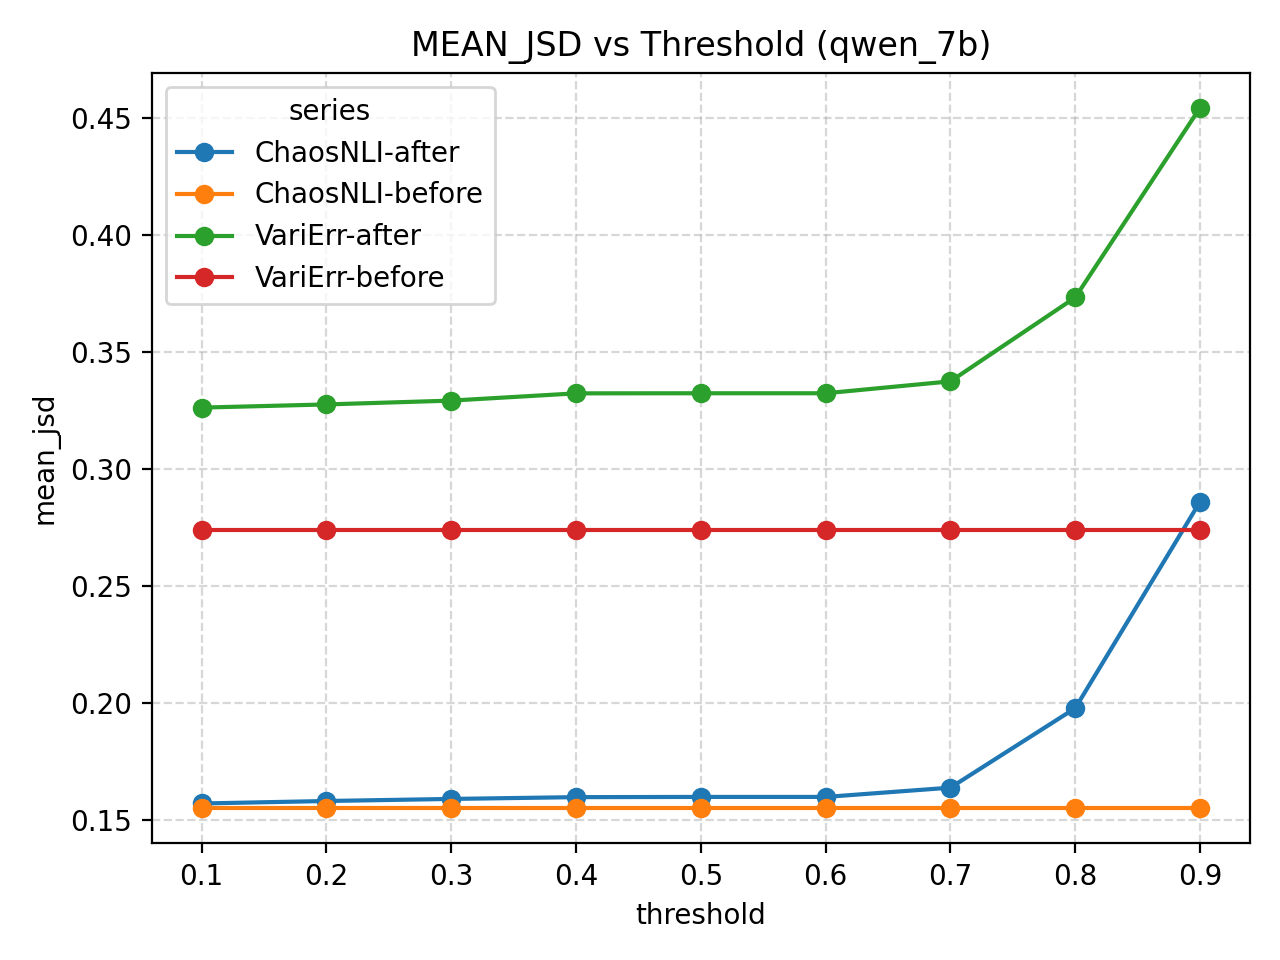 MEAN_JSD vs Threshold (qwen_7b)
series
ChaosNLI-after
ChaosNLI-before
VariErr-after
VariErr-before
0.45
0.40
0.35
0.30
0.25
0.20
0.15
mean_jsd
0.1 0.2 0.3 0.4 0.5 0.6 0.7 0.8 0.9
threshold